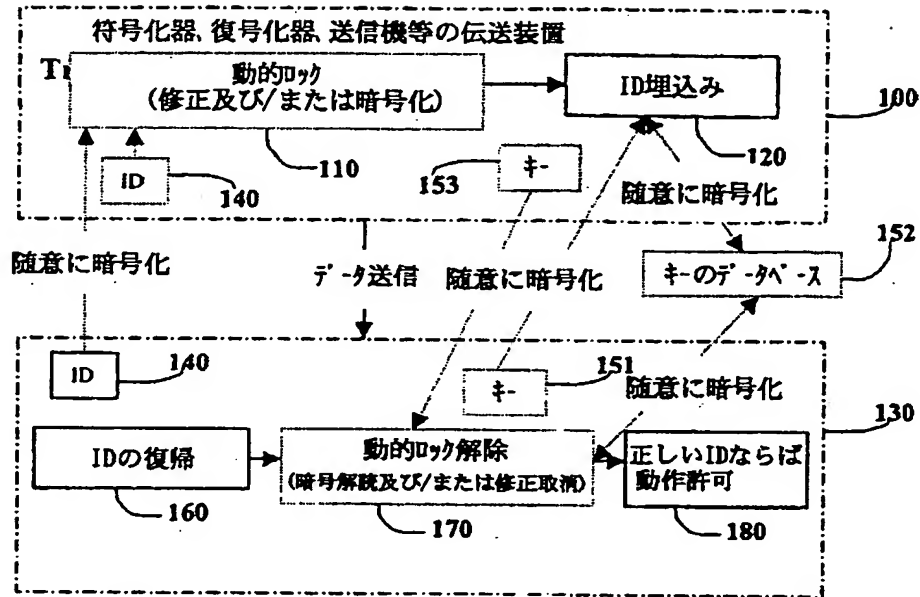 符号化器、復号化器、送信機等の伝送装置
動的ロック
(修正及び/または暗号化)
ID埋込み
100
110
120
ID
140
153
キー
随意に暗号化
152
随意に暗号化
データ送信
随意に暗号化
キーのデータベース
ID
140
キー
151
随意に暗号化
130
IDの復帰
動的ロック解除
(暗号解読及び/または修正取消)
正しいIDならば
動作許可
160
170
180